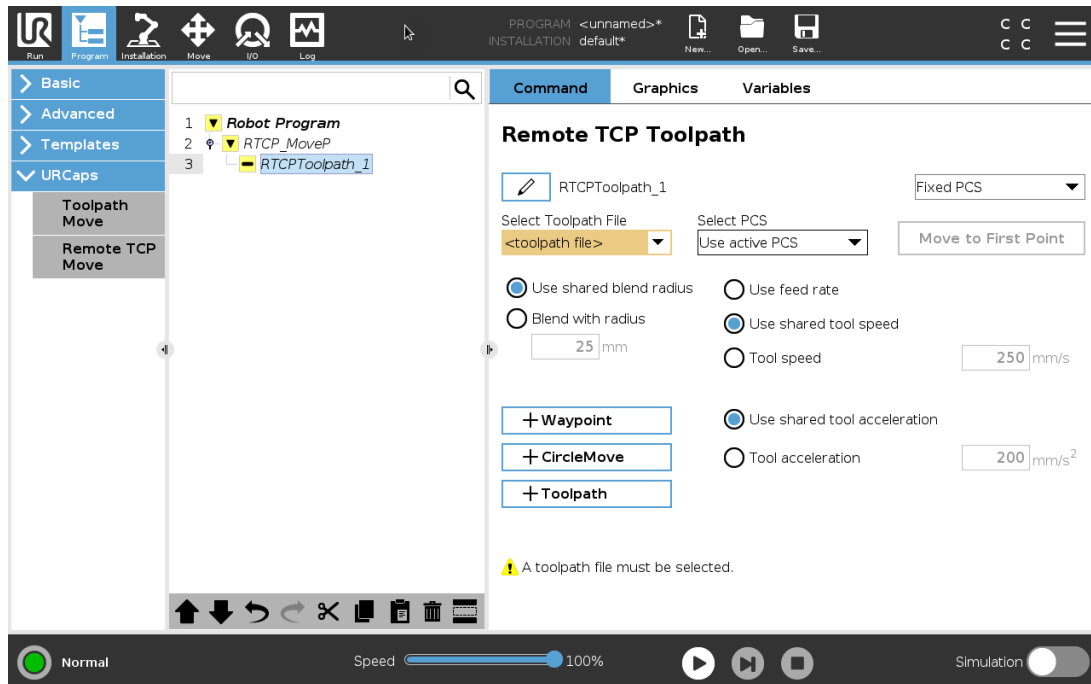 PROGRAM <unnamed>*
INSTALLATION default*
UR
Run
Program
Installation
Move
I/O
Log
New...
Open...
Save...
C C
C C
Basic
Advanced
Templates
URCaps
Toolpath
Move
Remote TCP
Move
1 Robot Program
2 RTCP_MoveP
3 RTCPToolpath_1
Command Graphics Variables
Remote TCP Toolpath
RTCPToolpath_1
Fixed PCS
Select Toolpath File
Select PCS
<toolpath file>
Use active PCS
Move to First Point
Use shared blend radius
Use feed rate
Blend with radius
Use shared tool speed
25 mm
Tool speed
250 mm/s
+Waypoint
Use shared tool acceleration
+CircleMove
Tool acceleration
200 mm/s²
+Toolpath
A toolpath file must be selected.
Normal
Speed
100%
Simulation